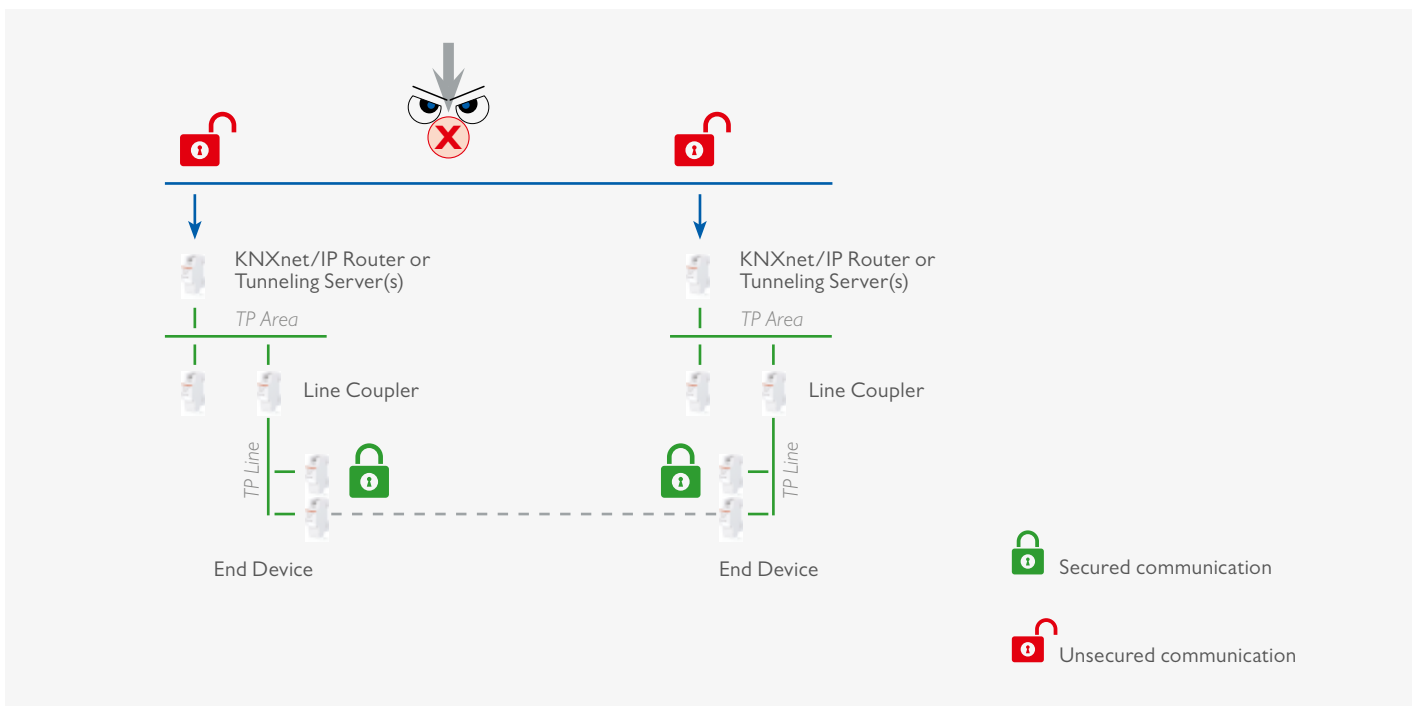 X
KNXnet/IP Router or
Tunneling Server(s)
TP Area
KNXnet/IP Router or
Tunneling Server(s)
TP Area
Line Coupler
Line Coupler
TP Line
TP Line
End Device
End Device
Secured communication
Unsecured communication